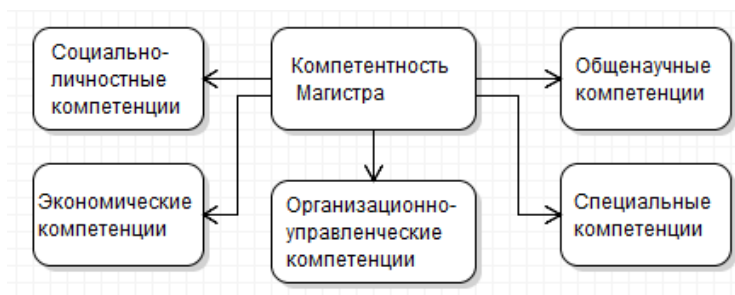 Социально-
личностные
компетенции
Компетентность
Магистра
Общенаучные
компетенции
Экономические
компетенции
Организационно-
управленческие
компетенции
Специальные
компетенции